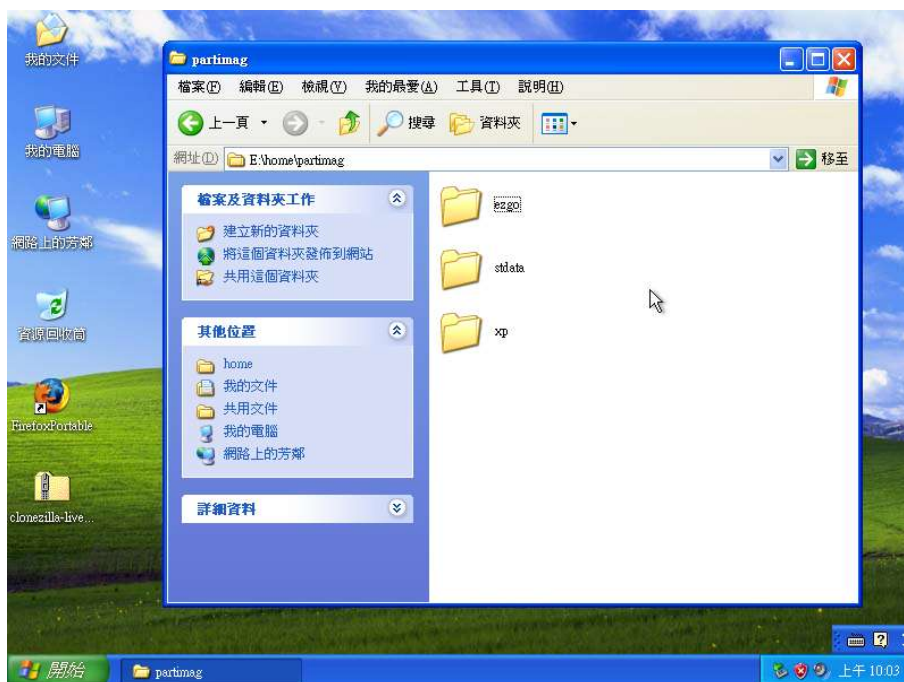 我的文件
我的電腦
網路上的芳鄰
資源回收筒
FirefoxPortable
clonezilla-live...
partimag
檔案(F) 編輯(E) 檢視(V) 我的最愛(A) 工具(T) 說明(H)
上一頁 搜尋 資料夾
網址(D) E:\home\partimag 移至
檔案及資料夾工作
建立新的資料夾
將這個資料夾發佈到網站
共用這個資料夾
其他位置
home
我的文件
共用文件
我的電腦
網路上的芳鄰
詳細資料
ezgo
stdata
xp
開始 partimag 上午 10:03